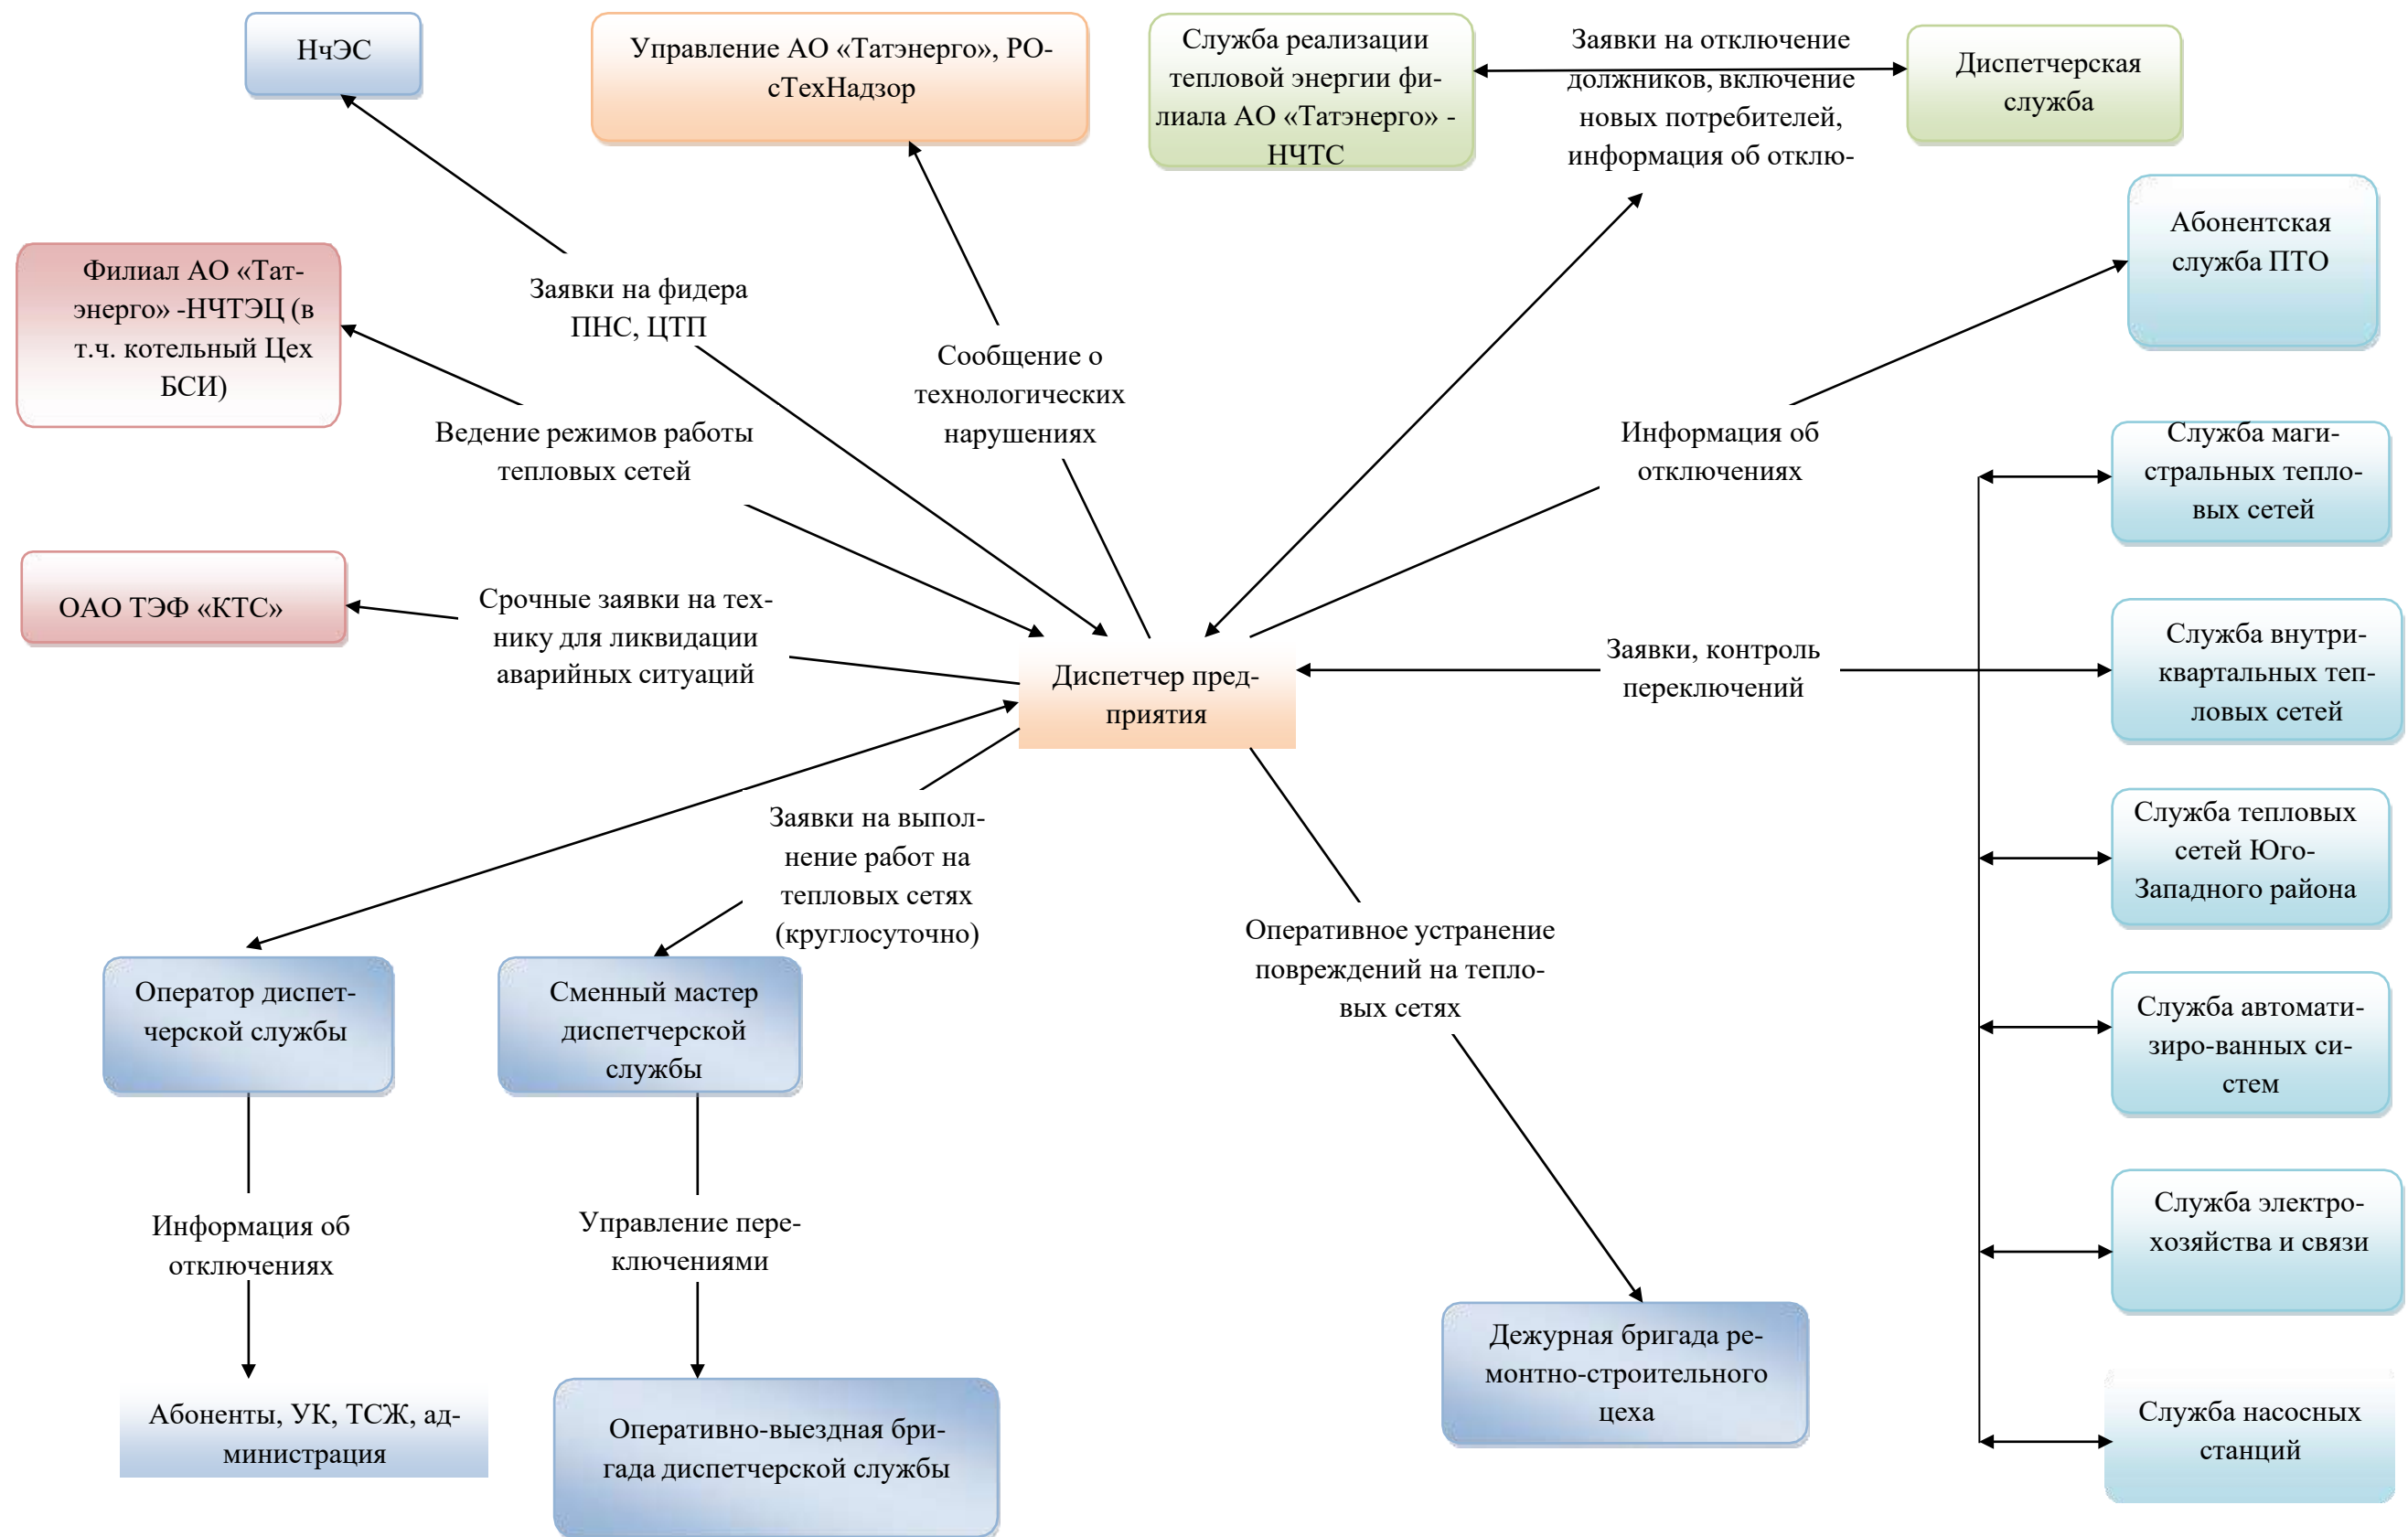 НчЭС
Управление АО «Татэнерго», РО-
сТехНадзор
Служба реализации
тепловой энергии фи-
лиала АО «Татэнерго» -
НЧТС
Заявки на отключение
должников, включение
новых потребителей,
информация об отклю-
Диспетчерская
служба
Абонентская
служба ПТО
Филиал АО «Тат-
энерго» -НЧТЭЦ (в
т.ч. котельный Цех
БСИ)
Заявки на фидера
ПНС, ЦТП
Сообщение о
технологических
нарушениях
Ведение режимов работы
тепловых сетей
Информация об
отключениях
Служба маги-
стральных тепло-
вых сетей
ОАО ТЭФ «КТС»
Срочные заявки на тех-
нику для ликвидации
аварийных ситуаций
Диспетчер пред-
приятия
Заявки, контроль
переключений
Служба внутри-
квартальных теп-
ловых сетей
Заявки на выпол-
нение работ на
тепловых сетях
(круглосуточно)
Служба тепловых
сетей Юго-
Западного района
Оперативное устранение
повреждений на тепло-
вых сетях
Оператор диспет-
черской службы
Сменный мастер
диспетчерской
службы
Служба автомати-
зиро-ванных си-
стем
Информация об
отключениях
Управление пере-
ключениями
Служба электро-
хозяйства и связи
Дежурная бригада ре-
монтно-строительного
цеха
Абоненты, УК, ТСЖ, ад-
министрация
Оперативно-выездная бри-
гада диспетчерской службы
Служба насосных
станций